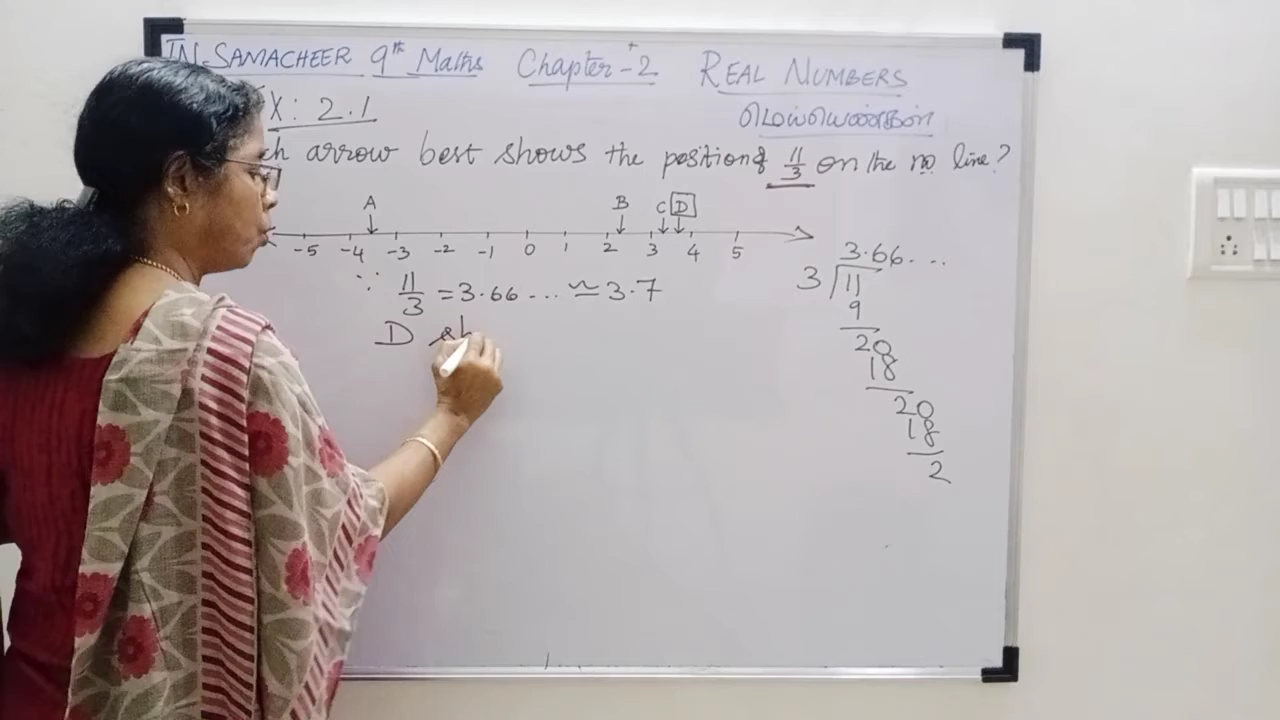 TN-SAMACHEER 9th Maths Chapter-2 REAL NUMBERS
EX: 2.1 மெய்யெண்கள்
arrow best shows the position of 11/3 on the no line?
A B C D
-5 -4 -3 -2 -1 0 1 2 3 4 5
∵ 11/3 = 3.66... ≃ 3.7
D sh
3.66...
3 11
9
20
18
20
18
2